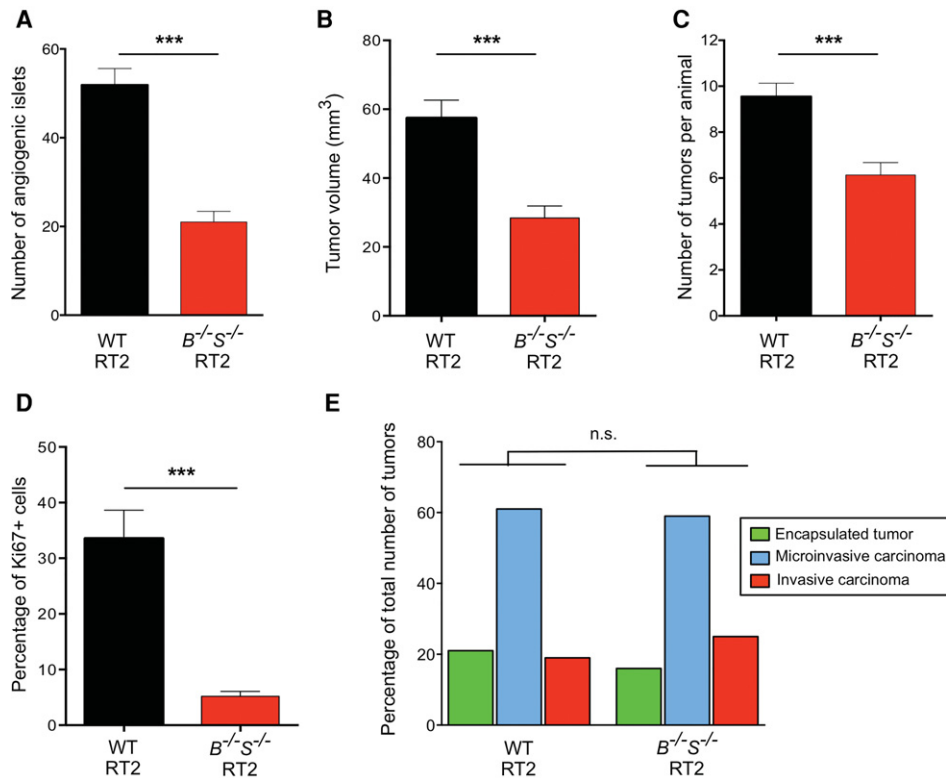 A
Number of angiogenic islets
60
40
20
0
***
WT
RT2
B-/-S-/-
RT2
B
Tumor volume (mm3)
80
60
40
20
0
***
WT
RT2
B-/-S-/-
RT2
C
Number of tumors per animal
12
10
8
6
4
2
0
***
WT
RT2
B-/-S-/-
RT2
D
Percentage of Ki67+ cells
50
40
30
20
10
0
***
WT
RT2
B-/-S-/-
RT2
E
Percentage of total number of tumors
80
60
40
20
0
n.s.
WT
RT2
B-/-S-/-
RT2
Encapsulated tumor
Microinvasive carcinoma
Invasive carcinoma